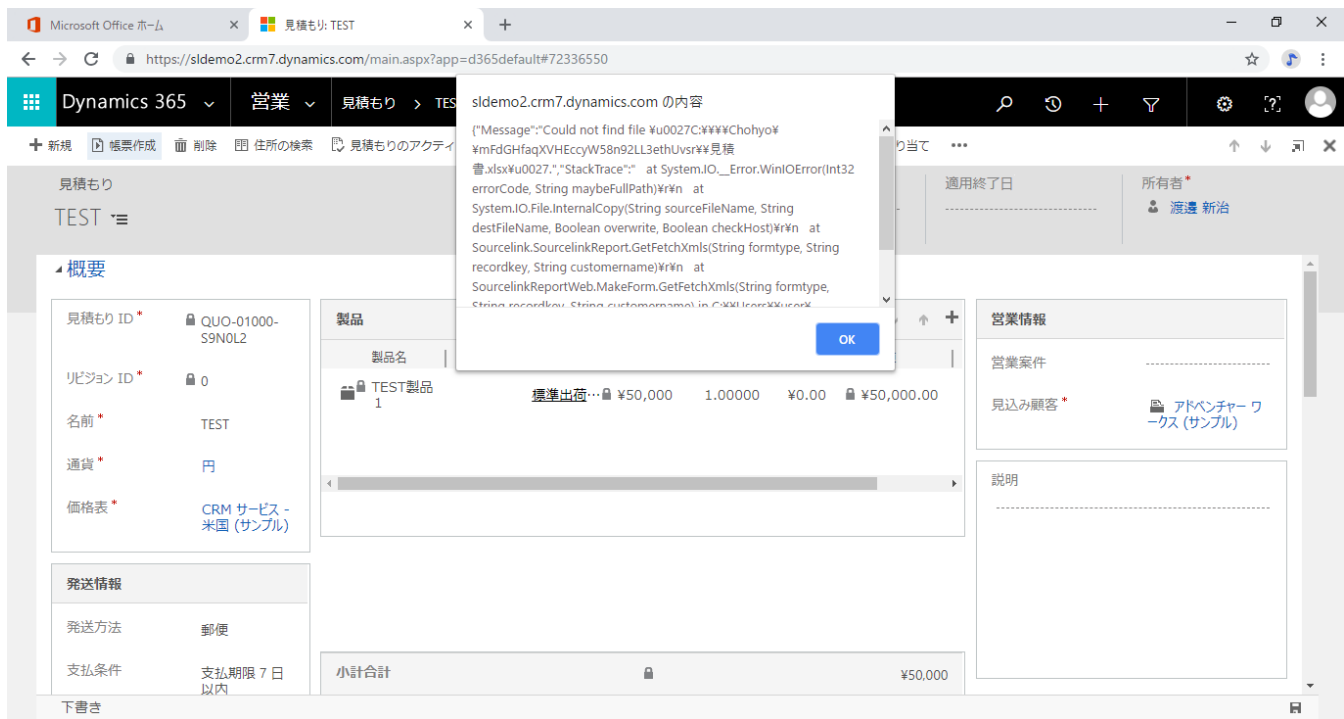 Microsoft Office ホーム
見積もり: TEST
https://sldemo2.crm7.dynamics.com/main.aspx?app=d365default#72336550
Dynamics 365
営業
見積もり > TES
新規
帳票作成
削除
住所の検索
見積もりのアクティ
り当て
sldemo2.crm7.dynamics.com の内容
{"Message":"Could not find file ¥u0027C:¥¥¥¥Chohyo¥
¥mFdGHfaqXVHEccyW58n92LL3ethUvsr¥¥見積
書.xlsx¥u0027.","StackTrace":" at System.IO.__Error.WinIOError(Int32
errorCode, String maybeFullPath)¥r¥n at
System.IO.File.InternalCopy(String sourceFileName, String
destFileName, Boolean overwrite, Boolean checkHost)¥r¥n at
Sourcelink.SourcelinkReport.GetFetchXmls(String formtype, String
recordkey, String customername)¥r¥n at
SourcelinkReportWeb.MakeForm.GetFetchXmls(String formtype,
String recordkey, String customername) in C:¥¥Users¥¥user¥
OK
見積もり
TEST
適用終了日
所有者*
渡邊 新治
概要
見積もり ID*
QUO-01000-
S9N0L2
リビジョン ID*
0
名前*
TEST
通貨*
円
価格表*
CRM サービス -
米国 (サンプル)
製品
製品名
TEST製品
1
標準出荷… ¥50,000 1.00000 ¥0.00 ¥50,000.00
営業情報
営業案件
見込み顧客*
アドベンチャー ワ
ークス (サンプル)
説明
発送情報
発送方法
郵便
支払条件
支払期限 7 日
以内
小計合計
¥50,000
下書き